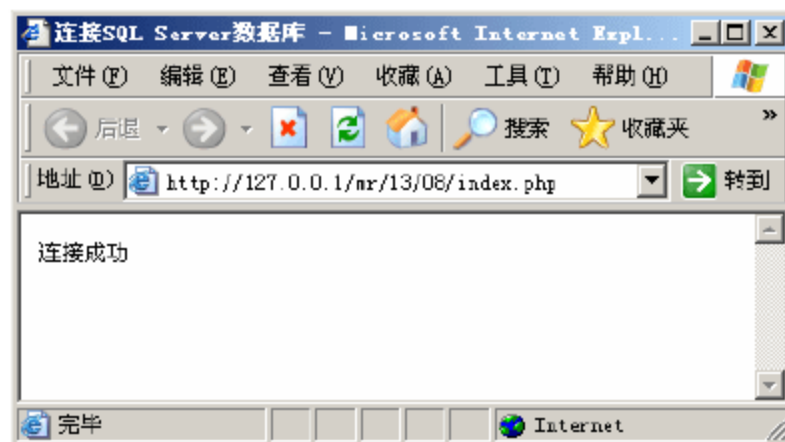 连接SQL Server数据库 - Microsoft Internet Expl...
文件(F) 编辑(E) 查看(V) 收藏(A) 工具(T) 帮助(H)
后退 搜索 收藏夹 »
地址(D) http://127.0.0.1/mr/13/08/index.php 转到
连接成功
完毕 Internet